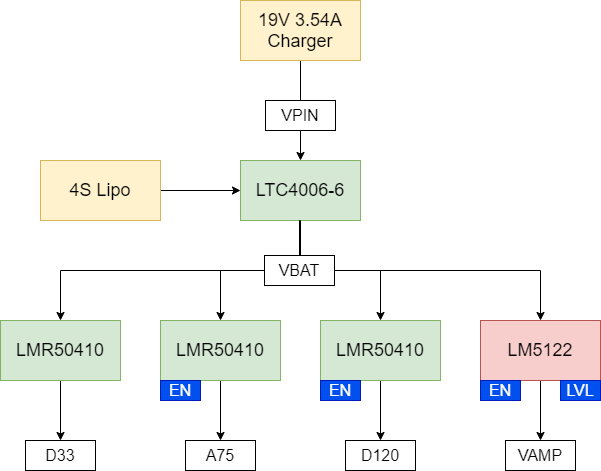 19V 3.54A
Charger
VPIN
4S Lipo
LTC4006-6
VBAT
LMR50410
LMR50410
LMR50410
LM5122
EN
EN
EN
LVL
D33
A75
D120
VAMP